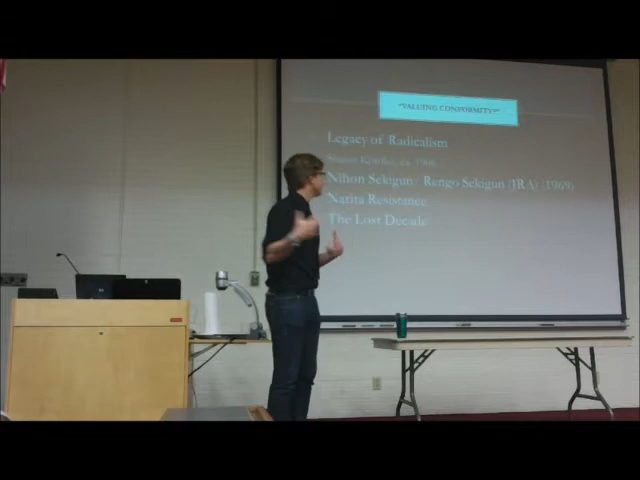 "VALUING CONFORMITY?"
Legacy of Radicalism
Nihon Sekigun / Rengo Sekigun (JRA) (1969)
Narita Resistance
The Lost Decade